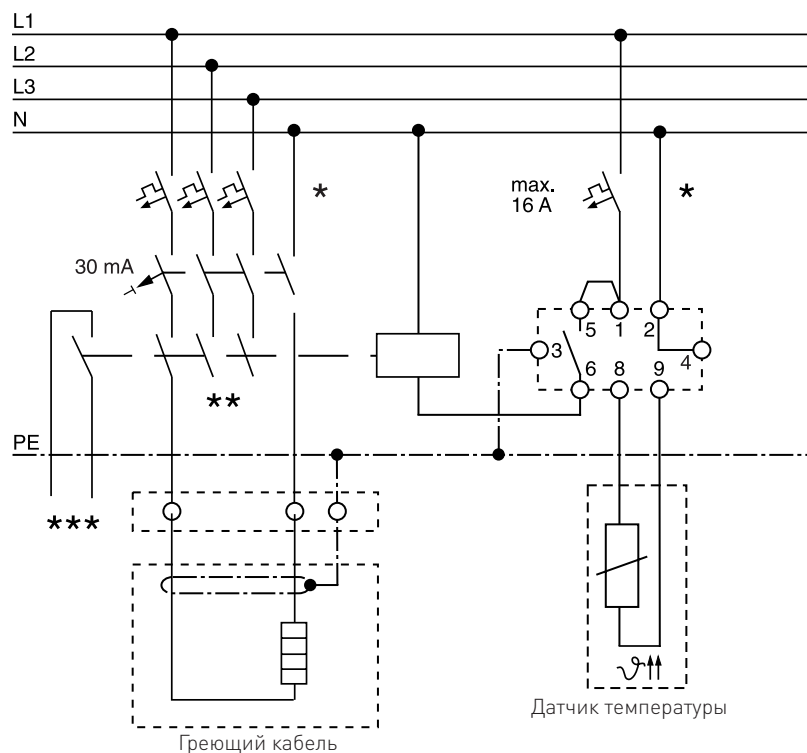 L1
L2
L3
N
*
max.
16 A
*
30 mA
5 1 2
3
4
6 8 9
**
PE
***
Датчик температуры
Греющий кабель